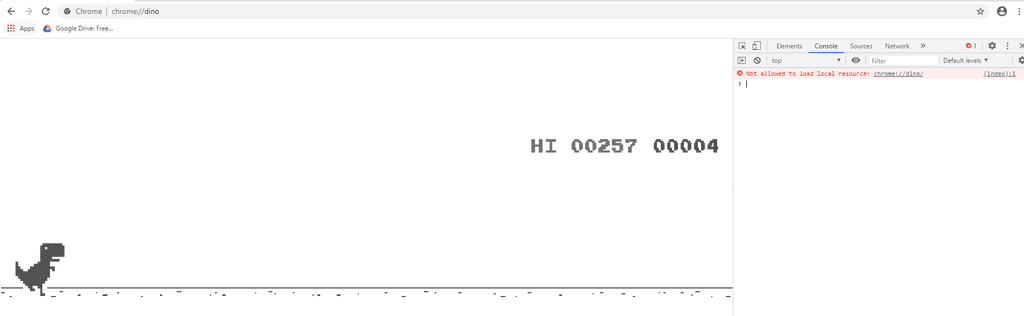 Chrome | chrome://dino
Apps Google Drive: Free...
Elements Console Sources Network » 1
top Filter Default levels
Not allowed to load local resource: chrome://dino/ (index):1
HI 00257 00004